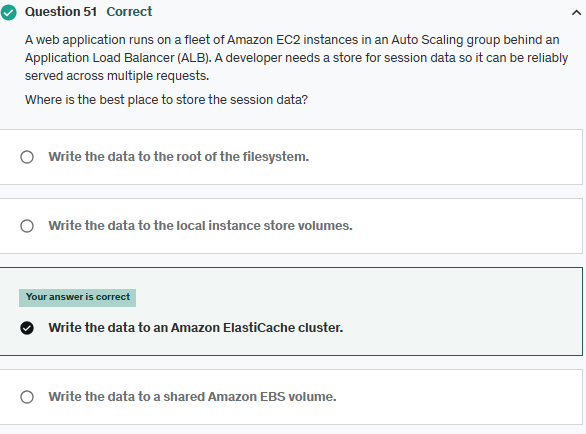 Question 51 Correct
A web application runs on a fleet of Amazon EC2 instances in an Auto Scaling group behind an
Application Load Balancer (ALB). A developer needs a store for session data so it can be reliably
served across multiple requests.
Where is the best place to store the session data?
Write the data to the root of the filesystem.
Write the data to the local instance store volumes.
Your answer is correct
Write the data to an Amazon ElastiCache cluster.
Write the data to a shared Amazon EBS volume.